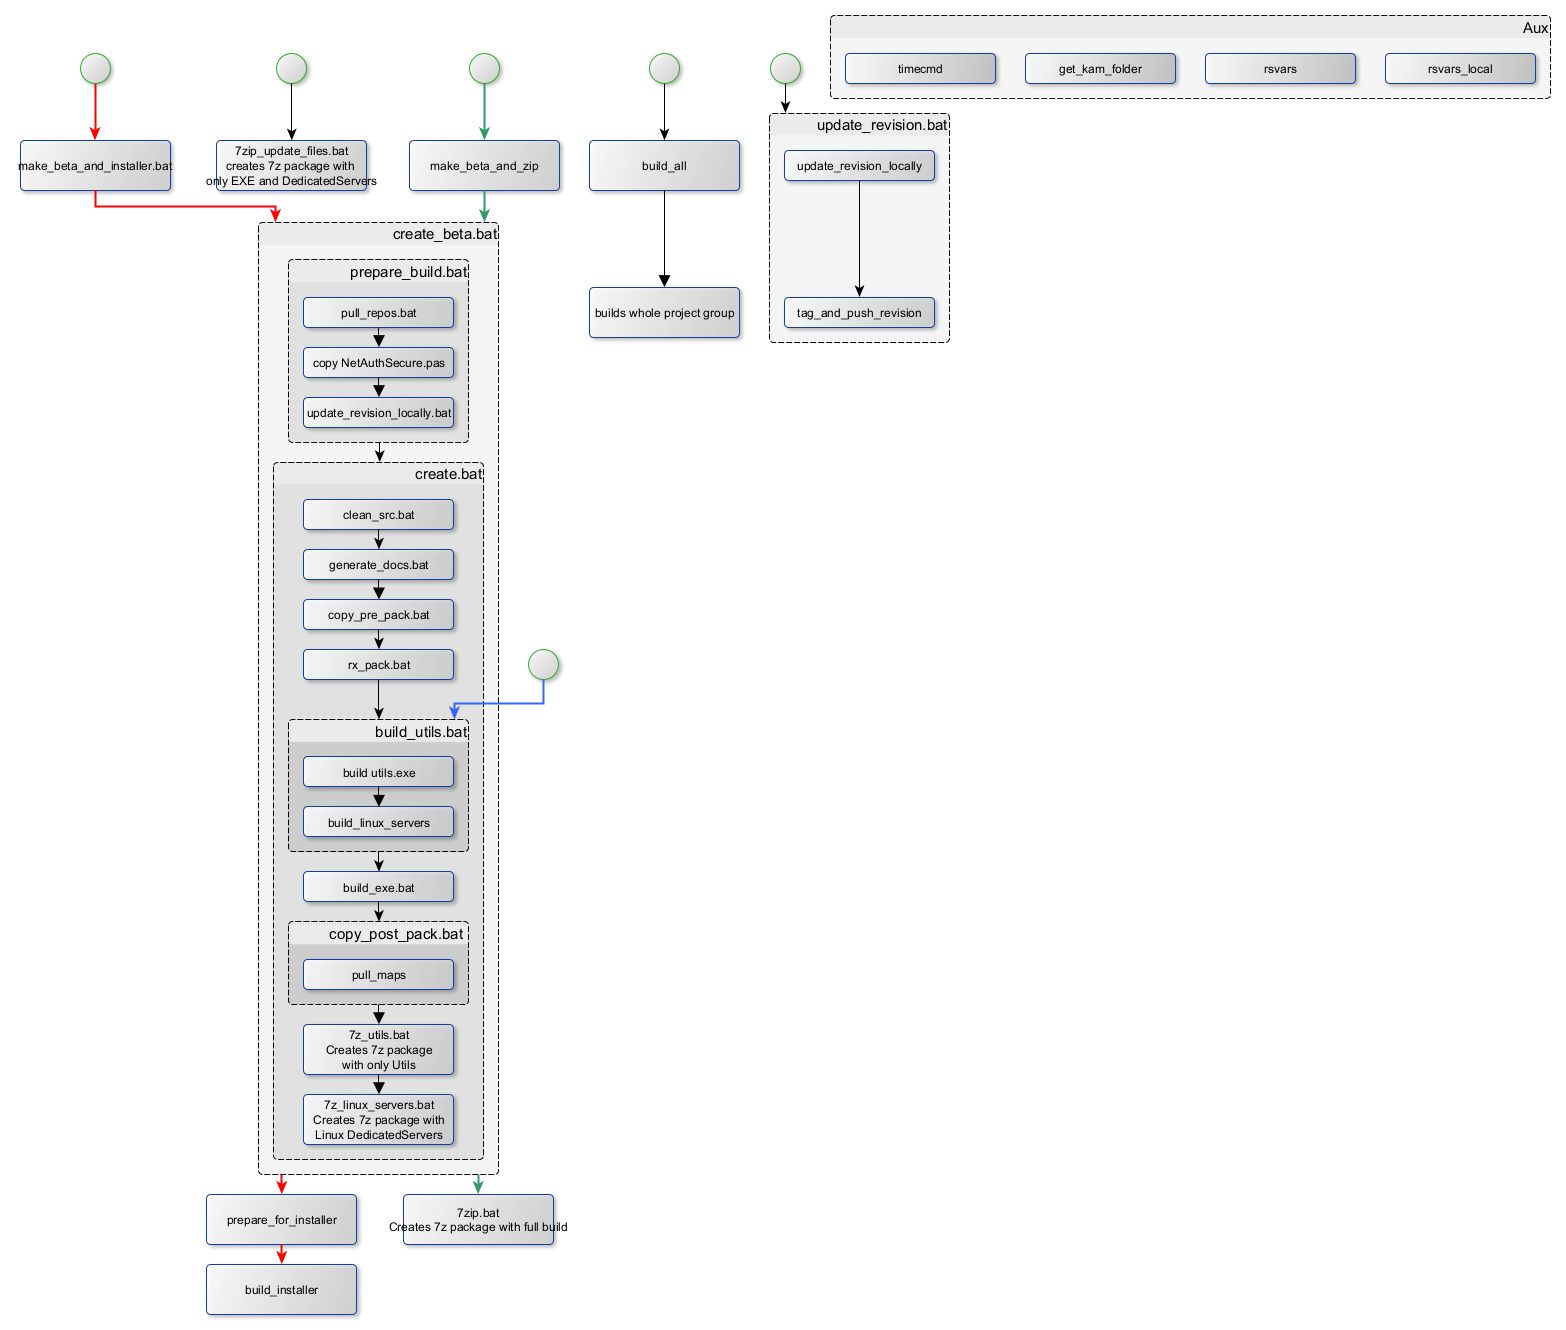 Aux
timecmd
get_kam_folder
rsvars
rsvars_local
make_beta_and_installer.bat
7zip_update_files.bat
creates 7z package with
only EXE and DedicatedServers
make_beta_and_zip
build_all
builds whole project group
update_revision.bat
update_revision_locally
tag_and_push_revision
create_beta.bat
prepare_build.bat
pull_repos.bat
copy NetAuthSecure.pas
update_revision_locally.bat
create.bat
clean_src.bat
generate_docs.bat
copy_pre_pack.bat
rx_pack.bat
build_utils.bat
build utils.exe
build_linux_servers
build_exe.bat
copy_post_pack.bat
pull_maps
7z_utils.bat
Creates 7z package
with only Utils
7z_linux_servers.bat
Creates 7z package with
Linux DedicatedServers
prepare_for_installer
build_installer
7zip.bat
Creates 7z package with full build